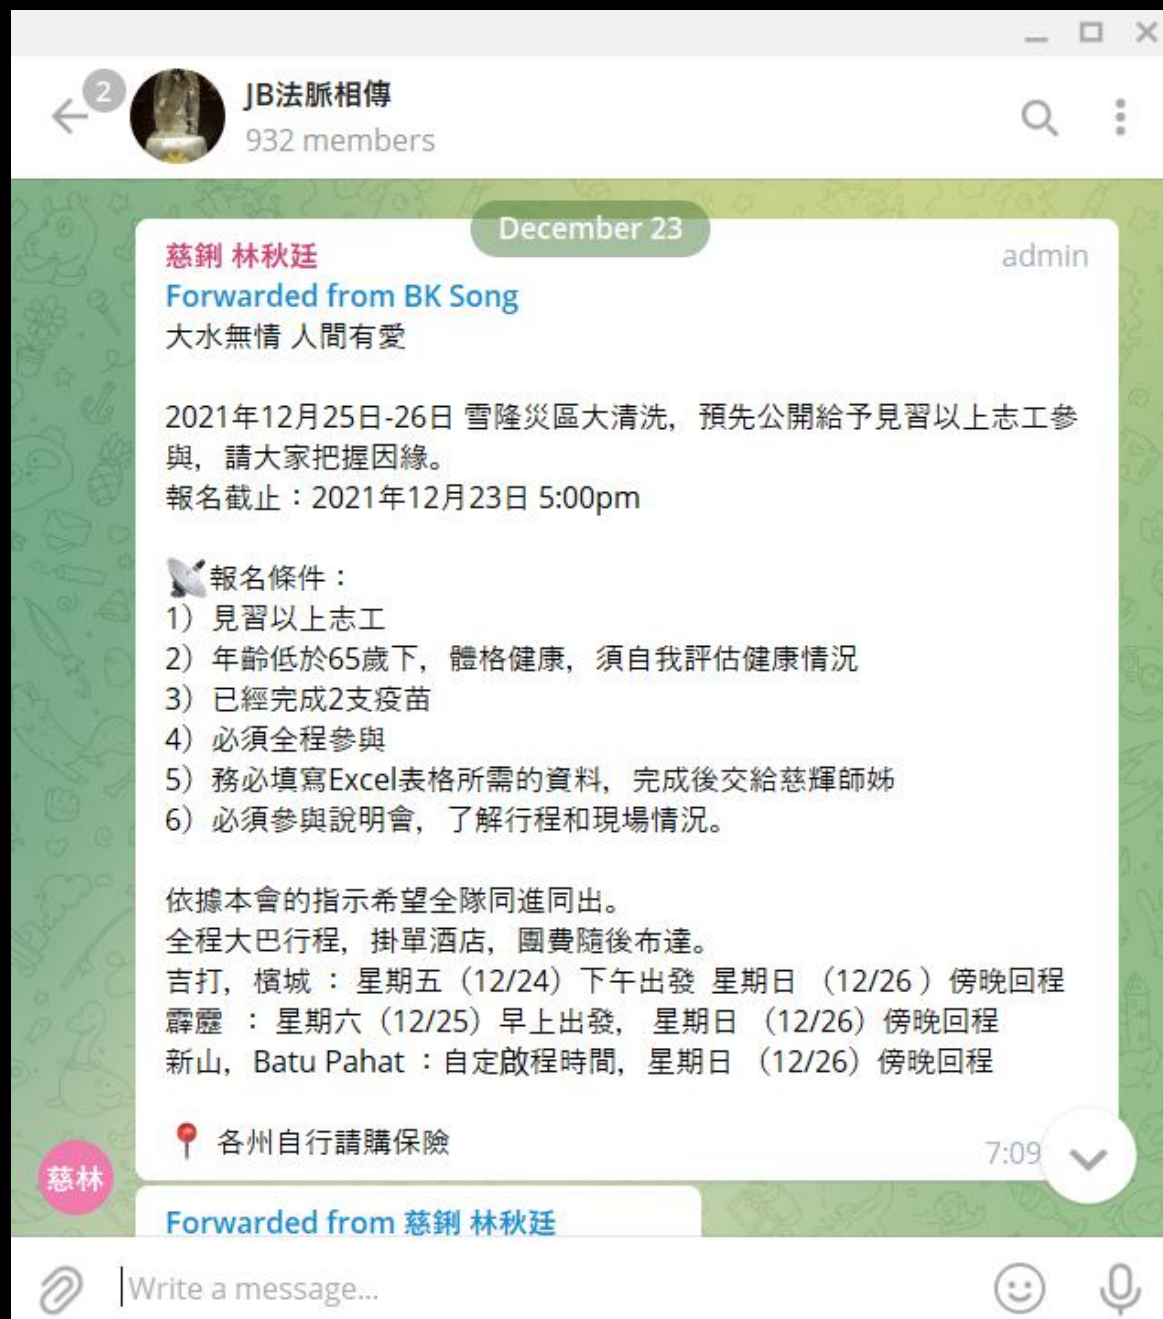 2
JB法脈相傳
932 members
December 23
慈鋓 林秋廷
admin
Forwarded from BK Song
大水無情 人間有愛
2021年12月25日-26日 雪隆災區大清洗，預先公開給予見習以上志工參
與，請大家把握因緣。
報名截止：2021年12月23日 5:00pm
報名條件：
1）見習以上志工
2）年齡低於65歲下，體格健康，須自我評估健康情況
3）已經完成2支疫苗
4）必須全程參與
5）務必填寫Excel表格所需的資料，完成後交給慈輝師姊
6）必須參與說明會，了解行程和現場情況。
依據本會的指示希望全隊同進同出。
全程大巴行程，掛單酒店，團費隨後布達。
吉打，檳城 ： 星期五（12/24）下午出發 星期日 （12/26 ）傍晚回程
霹靂 ： 星期六（12/25）早上出發， 星期日 （12/26）傍晚回程
新山，Batu Pahat ：自定啟程時間，星期日 （12/26）傍晚回程
各州自行請購保險
7:09
慈林
Forwarded from 慈鋓 林秋廷
Write a message...